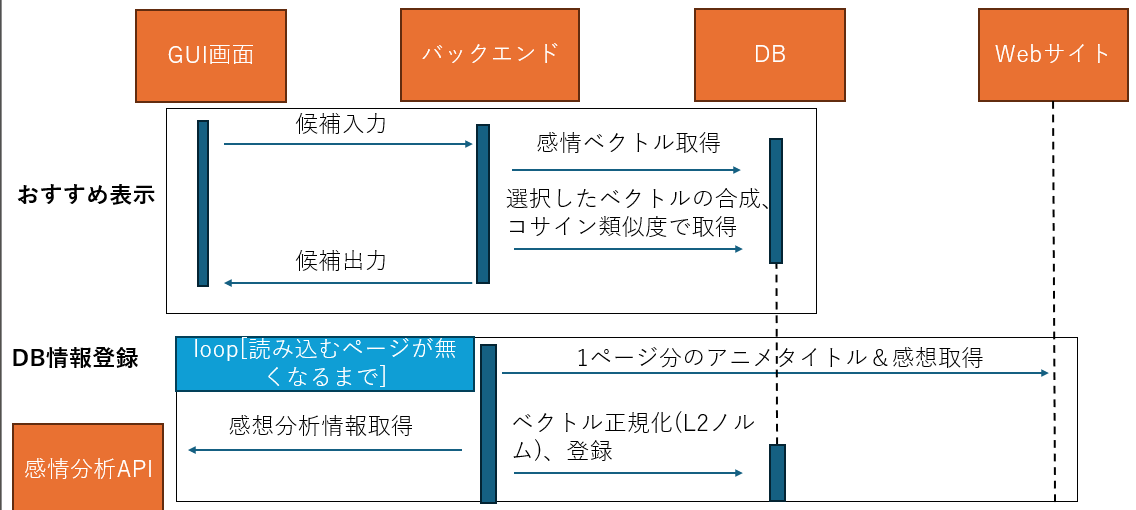 GUI画面
バックエンド
DB
Webサイト
おすすめ表示
候補入力
感情ベクトル取得
選択したベクトルの合成、
コサイン類似度で取得
候補出力
DB情報登録
loop[読み込むページが無
くなるまで]
1ページ分のアニメタイトル＆感想取得
感想分析情報取得
ベクトル正規化(L2ノル
ム)、登録
感情分析API